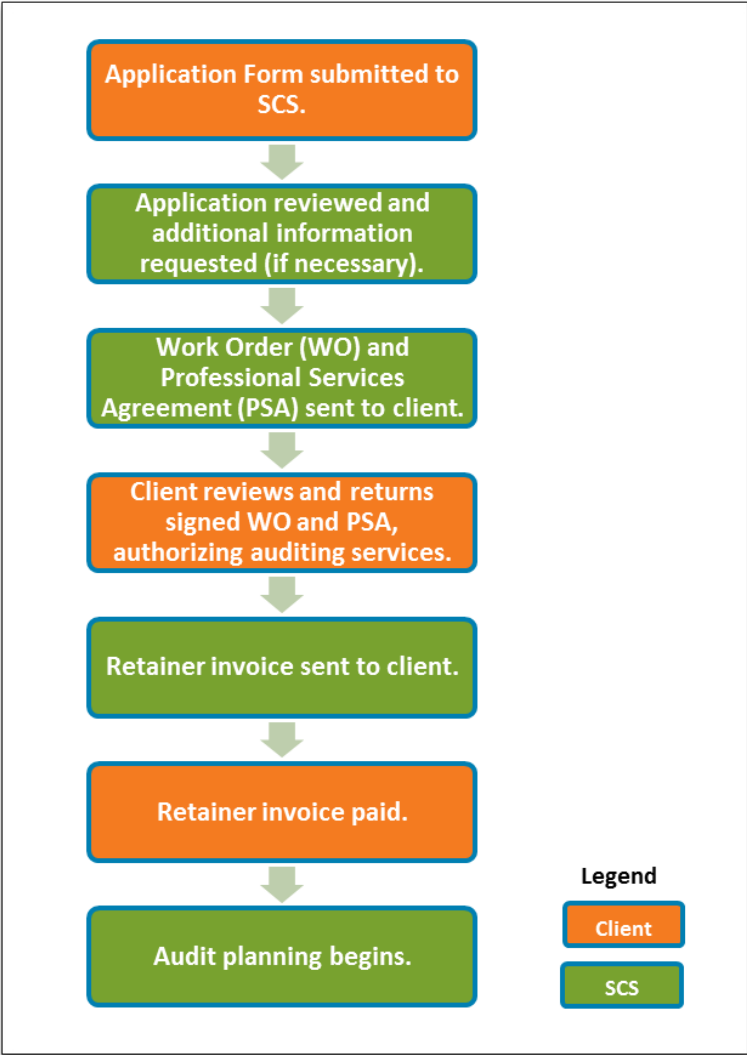 Application Form submitted to
SCS.
Application reviewed and
additional information
requested (if necessary).
Work Order (WO) and
Professional Services
Agreement (PSA) sent to client.
Client reviews and returns
signed WO and PSA,
authorizing auditing services.
Retainer invoice sent to client.
Retainer invoice paid.
Audit planning begins.
Legend
Client
SCS